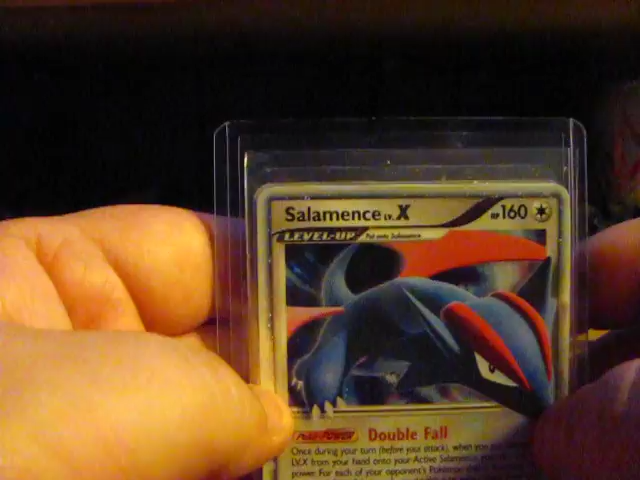 Salamence LV.X HP 160
LEVEL-UP Put onto Salamence
POKé-POWER Double Fall
Once during your turn (before your attack), when you put
LV.X from your hand onto your Active Salamence,
power. For each of your opponent's Pokémon